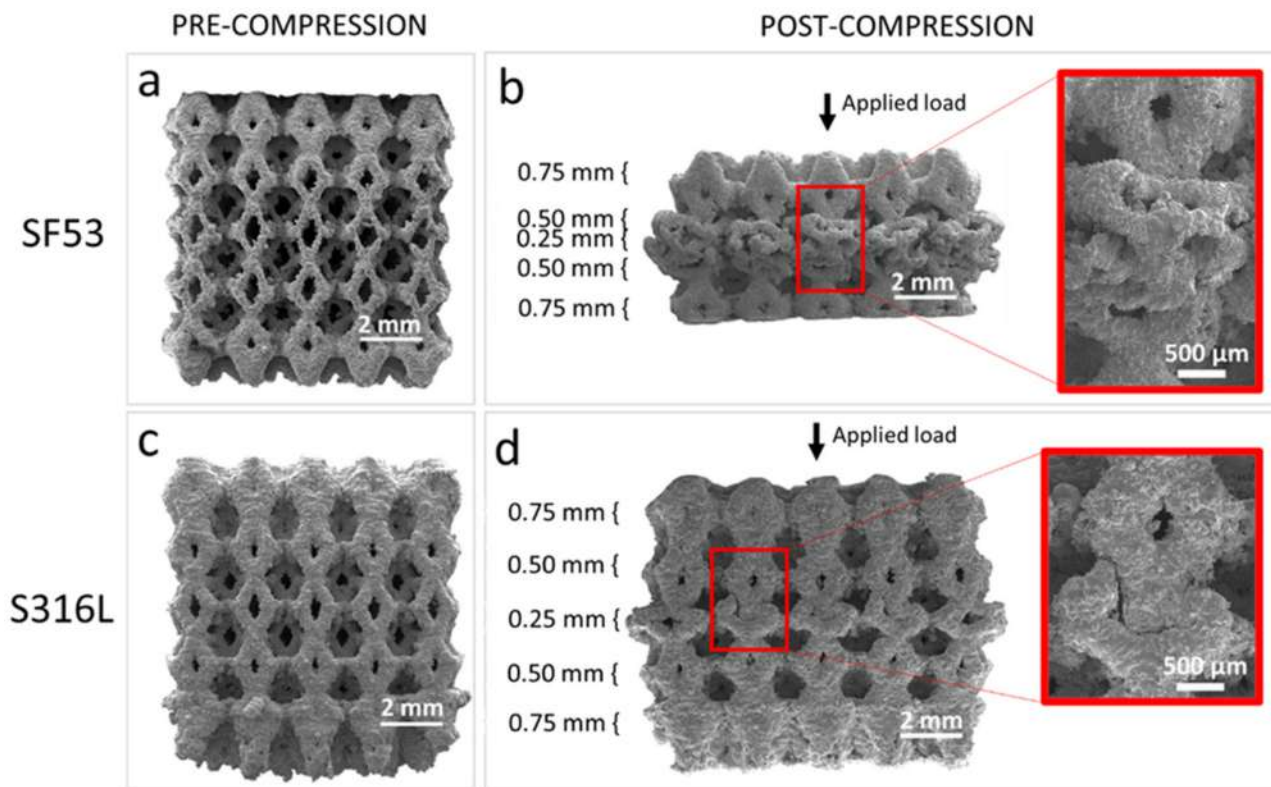 PRE-COMPRESSION
POST-COMPRESSION
SF53
a
2 mm
b
Applied load
0.75 mm {
0.50 mm {
0.25 mm {
0.50 mm {
0.75 mm {
2 mm
500 µm
S316L
c
2 mm
d
Applied load
0.75 mm {
0.50 mm {
0.25 mm {
0.50 mm {
0.75 mm {
2 mm
500 µm